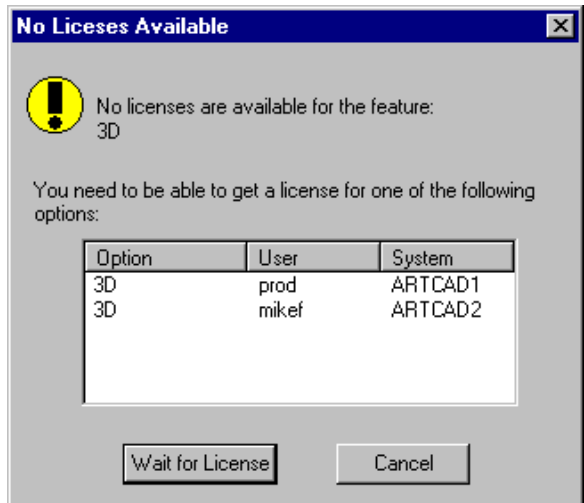 No Liceses Available
No licenses are available for the feature:
3D
You need to be able to get a license for one of the following
options:
Option User System
3D prod ARTCAD1
3D mikef ARTCAD2
Wait for License Cancel